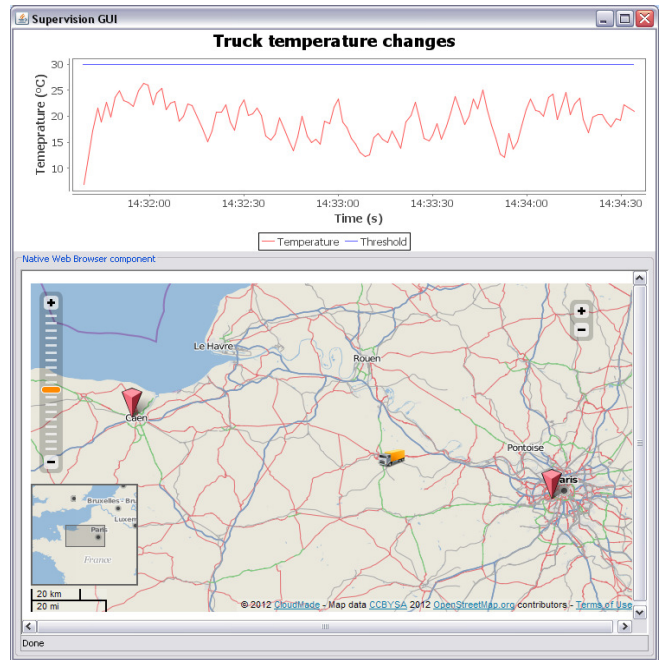 Supervision GUI
Truck temperature changes
Temeprature (°C)
30
25
20
15
10
14:32:00 14:32:30 14:33:00 14:33:30 14:34:00 14:34:30
Time (s)
Temperature Threshold
Native Web Browser component
Le Havre
Rouen
Caen
Pontoise
Paris
Bruxelles - Bru
Luxem
Paris
France
20 km
20 mi
© 2012 CloudMade - Map data CCBYSA 2012 OpenStreetMap.org contributors - Terms of Use
Done